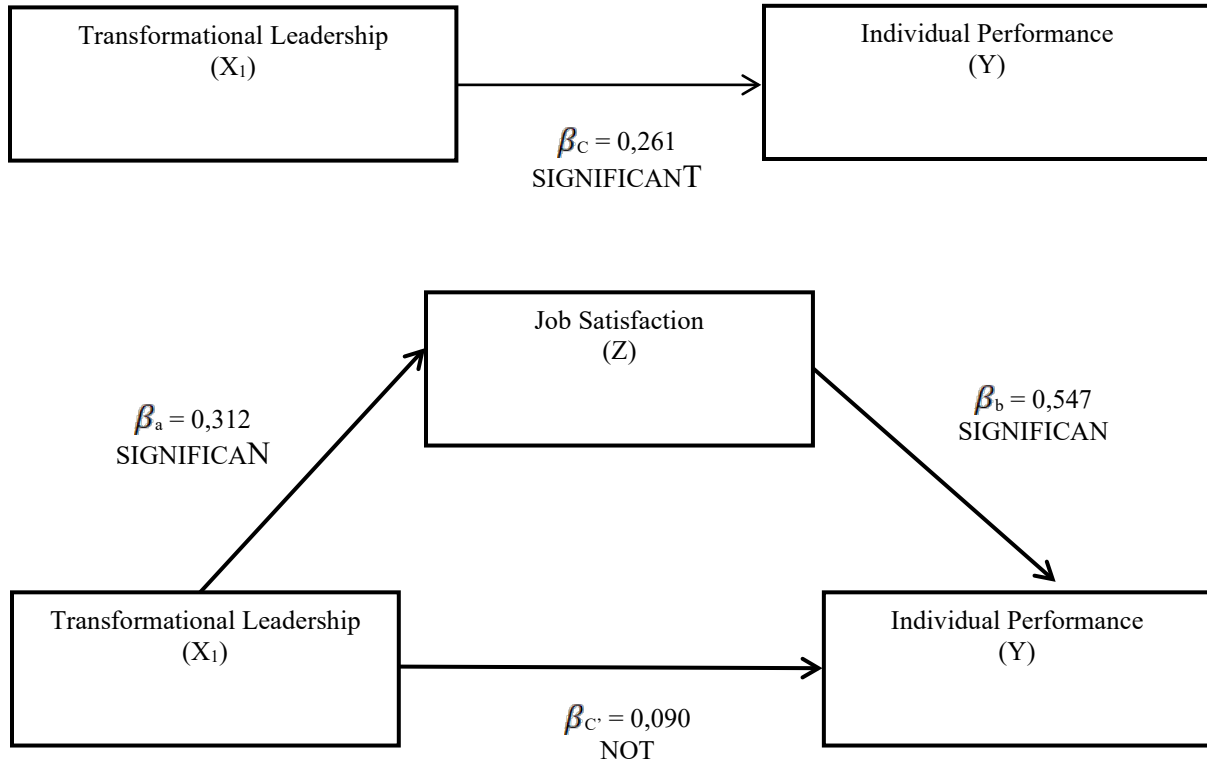 Transformational Leadership
(X₁)
Individual Performance
(Y)
βC = 0,261
SIGNIFICANT
Job Satisfaction
(Z)
βa = 0,312
SIGNIFICAN
βb = 0,547
SIGNIFICAN
Transformational Leadership
(X₁)
Individual Performance
(Y)
βC' = 0,090
NOT